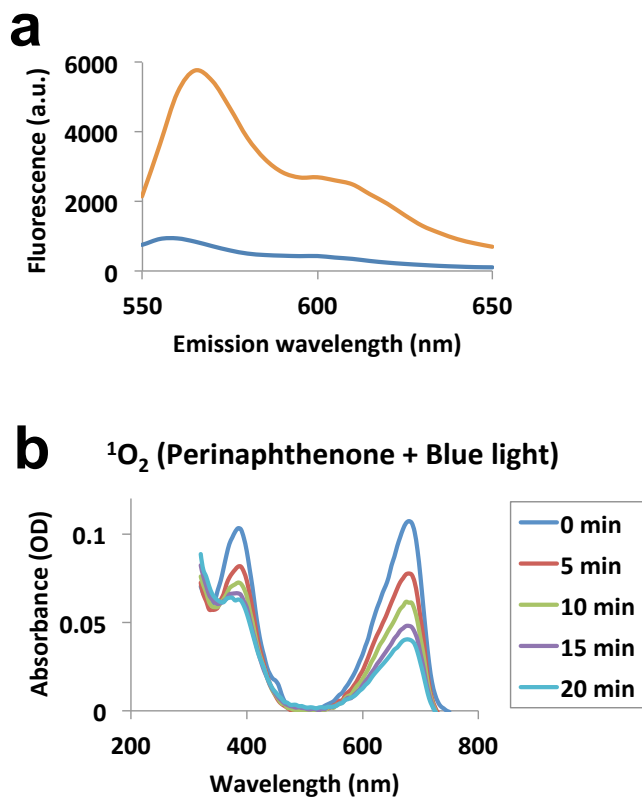 a
Fluorescence (a.u.)
6000
4000
2000
0
550
600
650
Emission wavelength (nm)
b
¹O₂ (Perinaphthenone + Blue light)
Absorbance (OD)
0.1
0.05
0
200
400
600
800
Wavelength (nm)
0 min
5 min
10 min
15 min
20 min